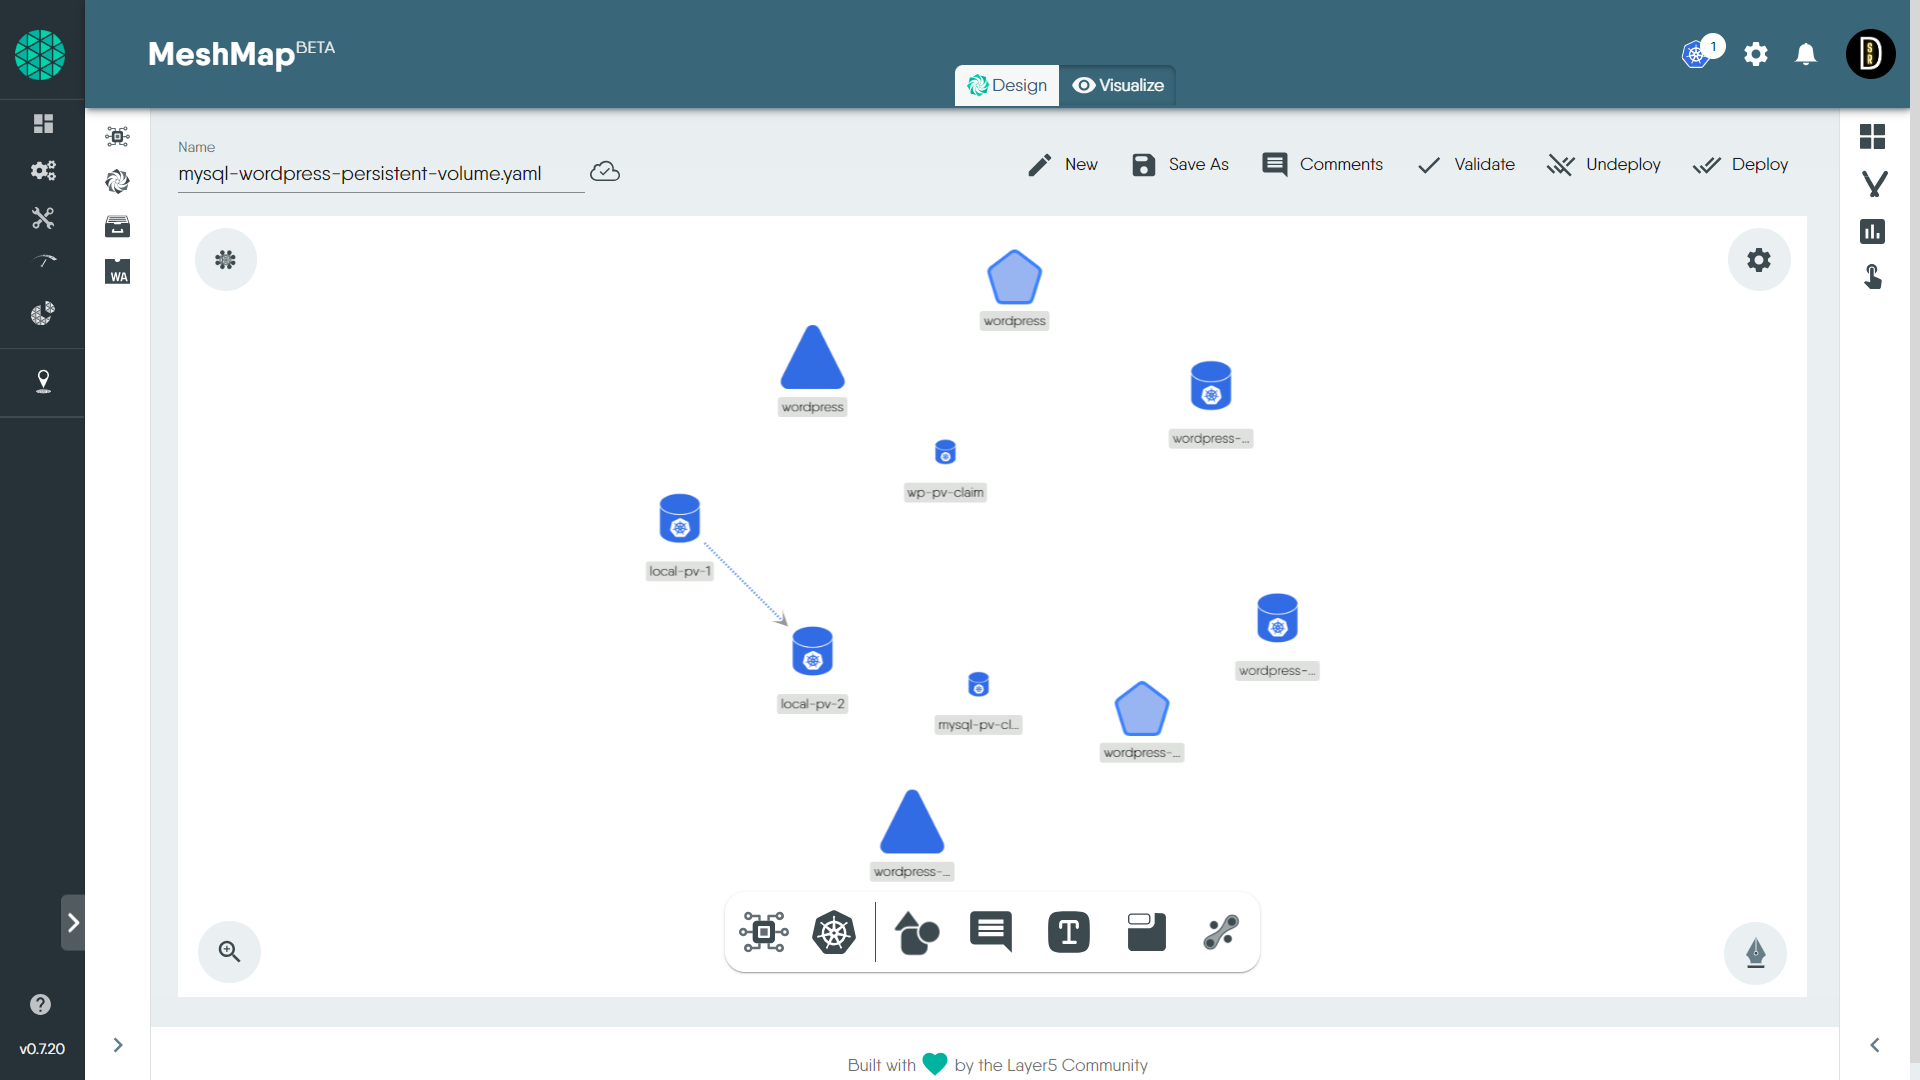 MeshMap BETA
1
D
S
R
Design
Visualize
Name
mysql-wordpress-persistent-volume.yaml
New
Save As
Comments
Validate
Undeploy
Deploy
WA
wordpress
wordpress
wordpress-...
wp-pv-claim
local-pv-1
wordpress-...
local-pv-2
mysql-pv-cl...
wordpress-...
wordpress-...
T
?
v0.7.20
Built with by the Layer5 Community